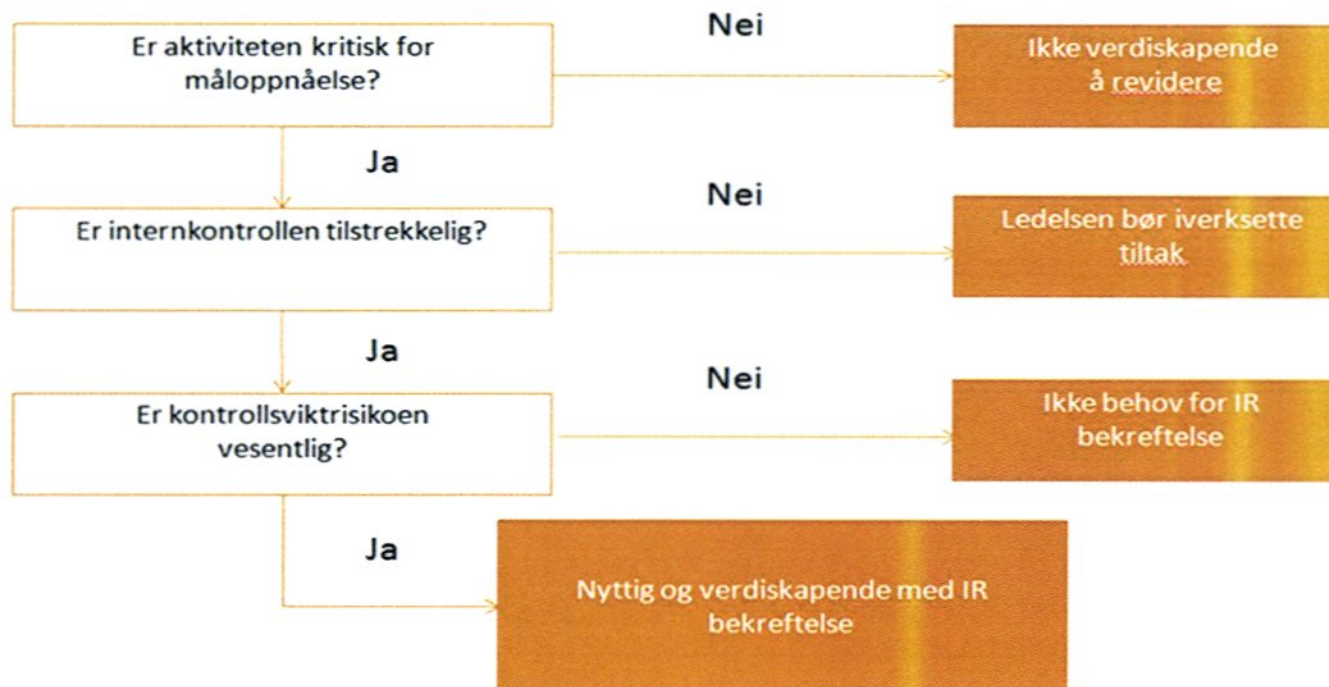 Er aktiviteten kritisk for
måloppnåelse?
Nei
Ikke verdiskapende
å revidere
Ja
Er internkontrollen tilstrekkelig?
Nei
Ledelsen bør iverksette
tiltak
Ja
Er kontrollsviktrisikoen
vesentlig?
Nei
Ikke behov for IR
bekreftelse
Ja
Nyttig og verdiskapende med IR
bekreftelse